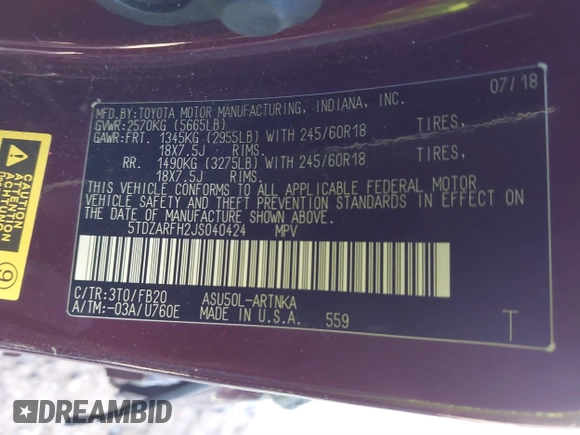 07/18
MFD.BY:TOYOTA MOTOR MANUFACTURING, INDIANA, INC.
GVWR:2570KG (5665LB)
GAWR:FRT. 1345KG (2955LB) WITH 245/60R18 TIRES,
18X7.5J RIMS.
RR. 1490KG (3275LB) WITH 245/60R18 TIRES,
18X7.5J RIMS.
THIS VEHICLE CONFORMS TO ALL APPLICABLE FEDERAL MOTOR
VEHICLE SAFETY AND THEFT PREVENTION STANDARDS IN EFFECT ON
THE DATE OF MANUFACTURE SHOWN ABOVE.
5TDZARFH2JS040424 MPV
C/TR:3T0/FB20 ASU50L-ARTNKA
A/TM:-03A/U760E MADE IN U.S.A. 559 T
CAUTION
9
DREAMBID